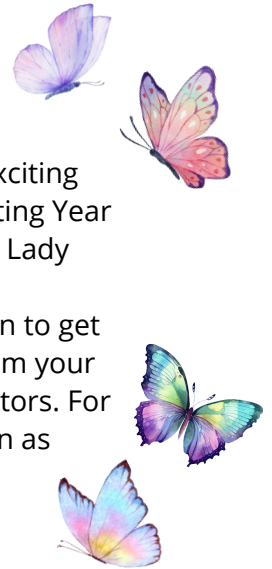 xciting
ting Year
Lady
n to get
m your
tors. For
n as